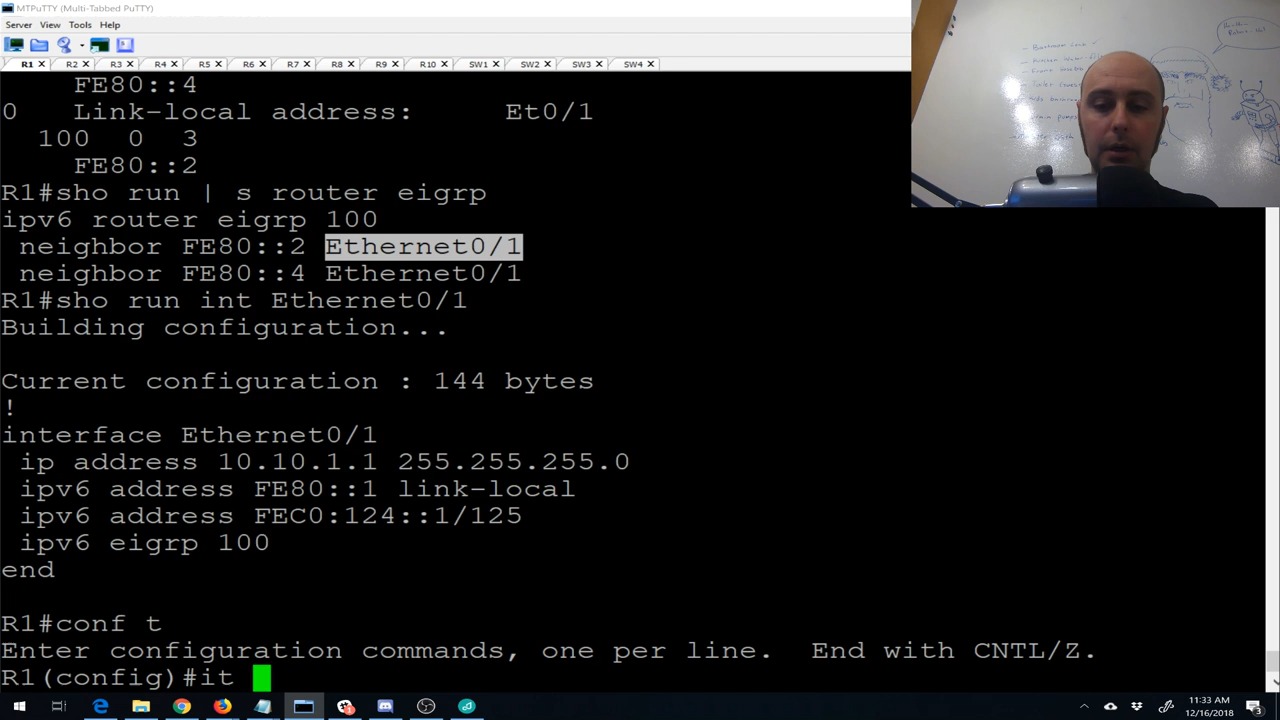 MTPuTTY (Multi-Tabbed PuTTY)
Server View Tools Help
R1 R2 R3 R4 R5 R6 R7 R8 R9 R10 SW1 SW2 SW3 SW4
FE80::4
0 Link-local address: Et0/1
100 0 3
FE80::2
R1#sho run | s router eigrp
ipv6 router eigrp 100
neighbor FE80::2 Ethernet0/1
neighbor FE80::4 Ethernet0/1
R1#sho run int Ethernet0/1
Building configuration...
Current configuration : 144 bytes
!
interface Ethernet0/1
ip address 10.10.1.1 255.255.255.0
ipv6 address FE80::1 link-local
ipv6 address FEC0:124::1/125
ipv6 eigrp 100
end
R1#conf t
Enter configuration commands, one per line. End with CNTL/Z.
R1(config)#it
11:33 AM
12/16/2018
3